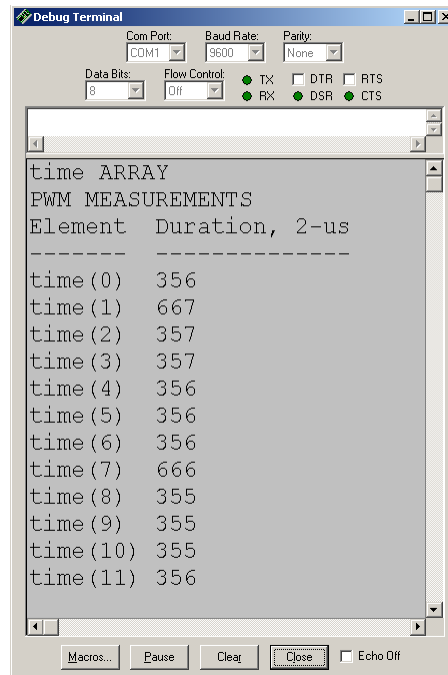 Debug Terminal
Com Port: Baud Rate: Parity:
COM1 9600 None
Data Bits: Flow Control: TX DTR RTS
8 Off RX DSR CTS
time ARRAY
PWM MEASUREMENTS
Element Duration, 2-us
------- --------------
time(0) 356
time(1) 667
time(2) 357
time(3) 357
time(4) 356
time(5) 356
time(6) 356
time(7) 666
time(8) 355
time(9) 355
time(10) 355
time(11) 356
Macros... Pause Clear Close Echo Off